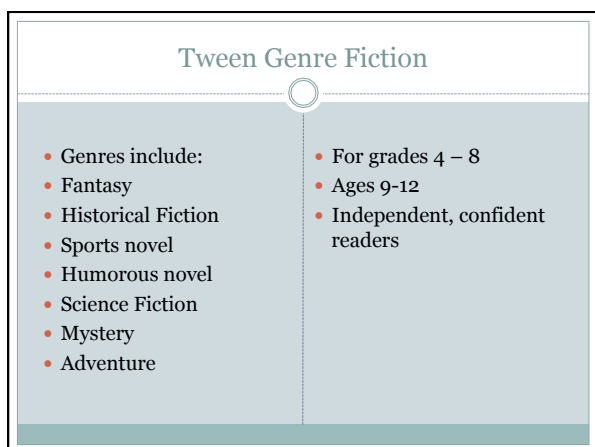 Tween Genre Fiction
• Genres include:
• Fantasy
• Historical Fiction
• Sports novel
• Humorous novel
• Science Fiction
• Mystery
• Adventure
• For grades 4 – 8
• Ages 9-12
• Independent, confident
readers